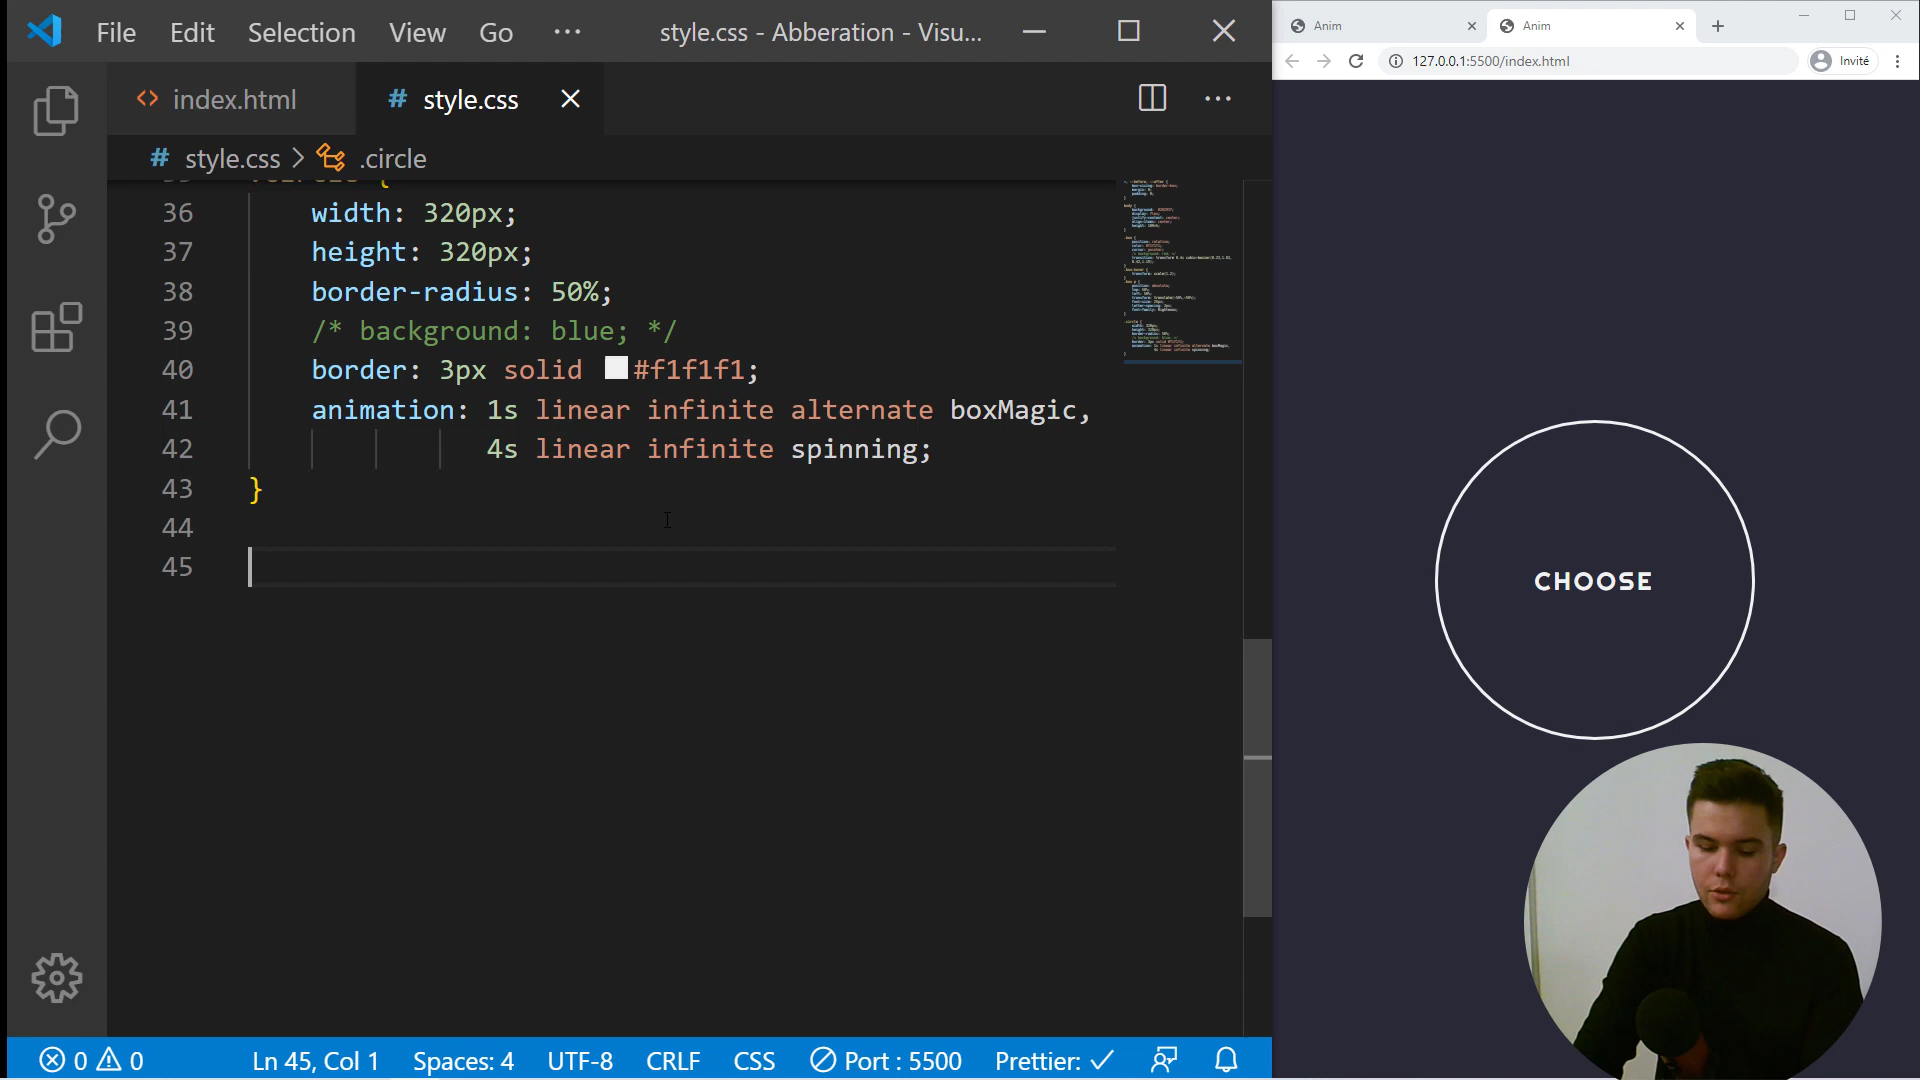 File Edit Selection View Go ··· style.css - Abberation - Visu...
index.html
style.css
style.css > .circle
36 width: 320px;
37 height: 320px;
38 border-radius: 50%;
39 /* background: blue; */
40 border: 3px solid #f1f1f1;
41 animation: 1s linear infinite alternate boxMagic,
42 4s linear infinite spinning;
43 }
44
45
0 0 Ln 45, Col 1 Spaces: 4 UTF-8 CRLF CSS Port : 5500 Prettier: ✓
Anim
Anim
127.0.0.1:5500/index.html
Invité
CHOOSE